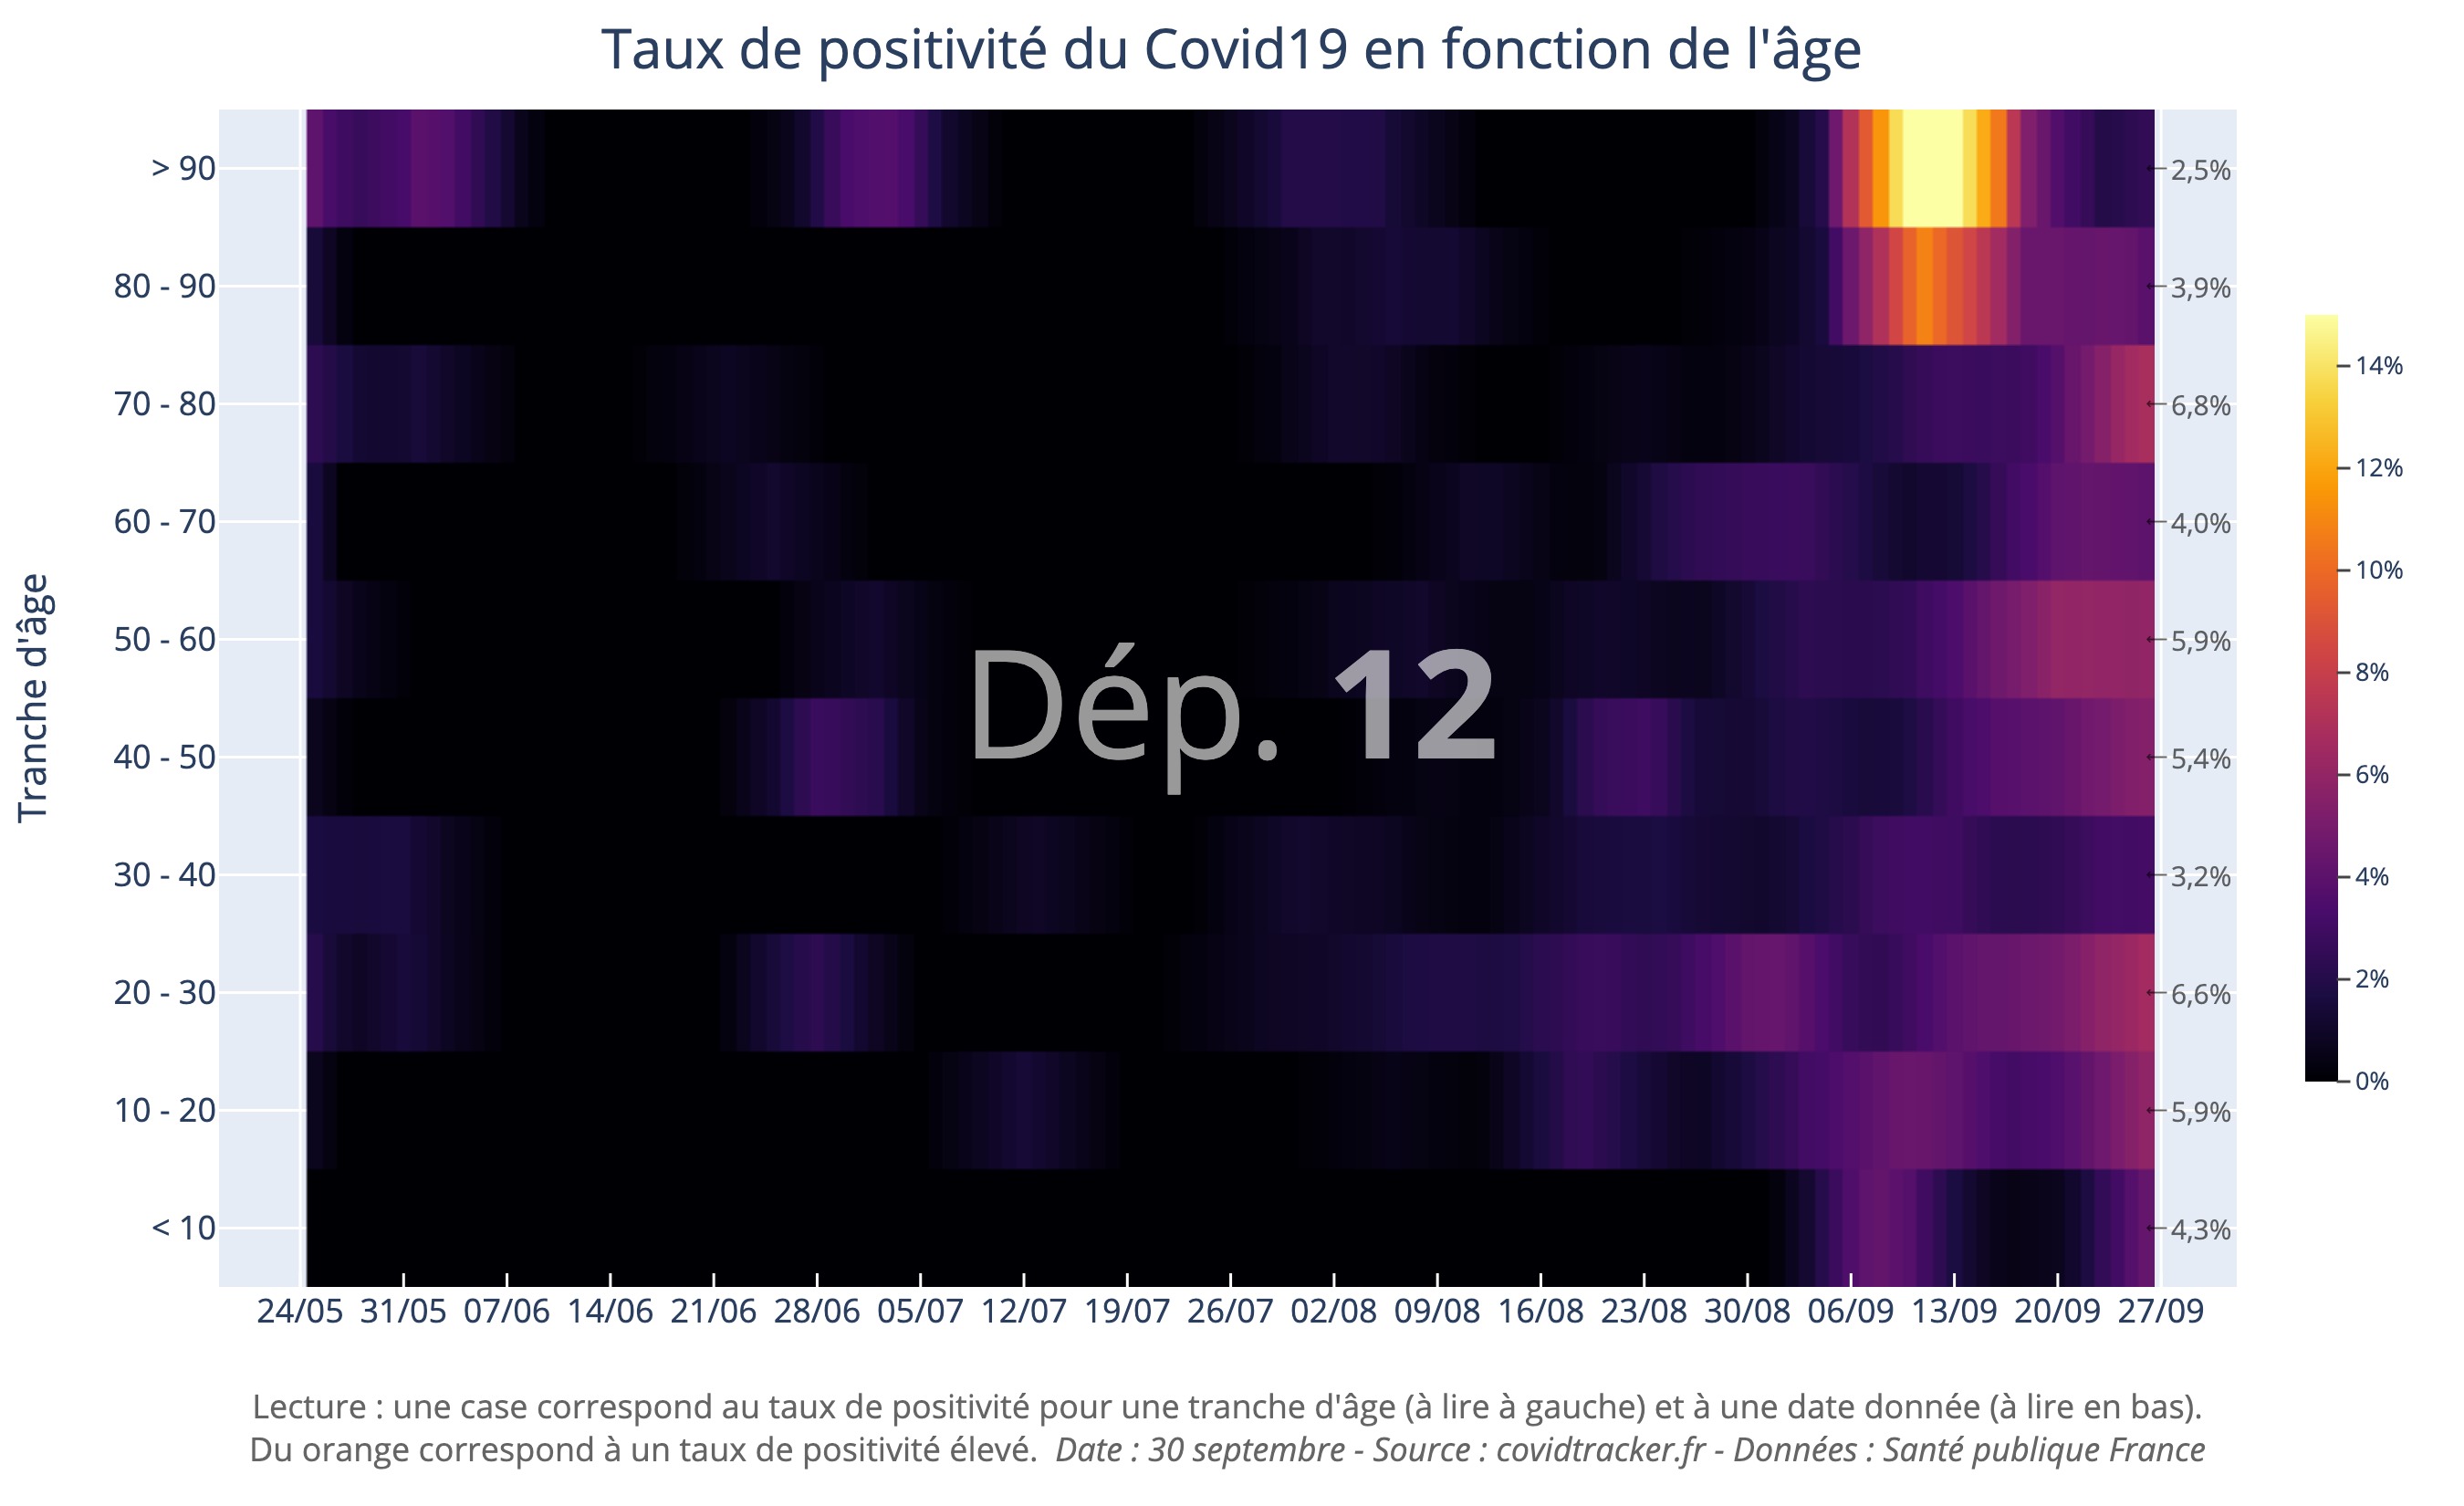 Taux de positivité du Covid19 en fonction de l'âge
Tranche d'âge
> 90
80 - 90
70 - 80
60 - 70
50 - 60
40 - 50
30 - 40
20 - 30
10 - 20
< 10
Dép. 12
2,5%
3,9%
6,8%
4,0%
5,9%
5,4%
3,2%
6,6%
5,9%
4,3%
14%
12%
10%
8%
6%
4%
2%
0%
24/05 31/05 07/06 14/06 21/06 28/06 05/07 12/07 19/07 26/07 02/08 09/08 16/08 23/08 30/08 06/09 13/09 20/09 27/09
Lecture : une case correspond au taux de positivité pour une tranche d'âge (à lire à gauche) et à une date donnée (à lire en bas).
Du orange correspond à un taux de positivité élevé. Date : 30 septembre - Source : covidtracker.fr - Données : Santé publique France